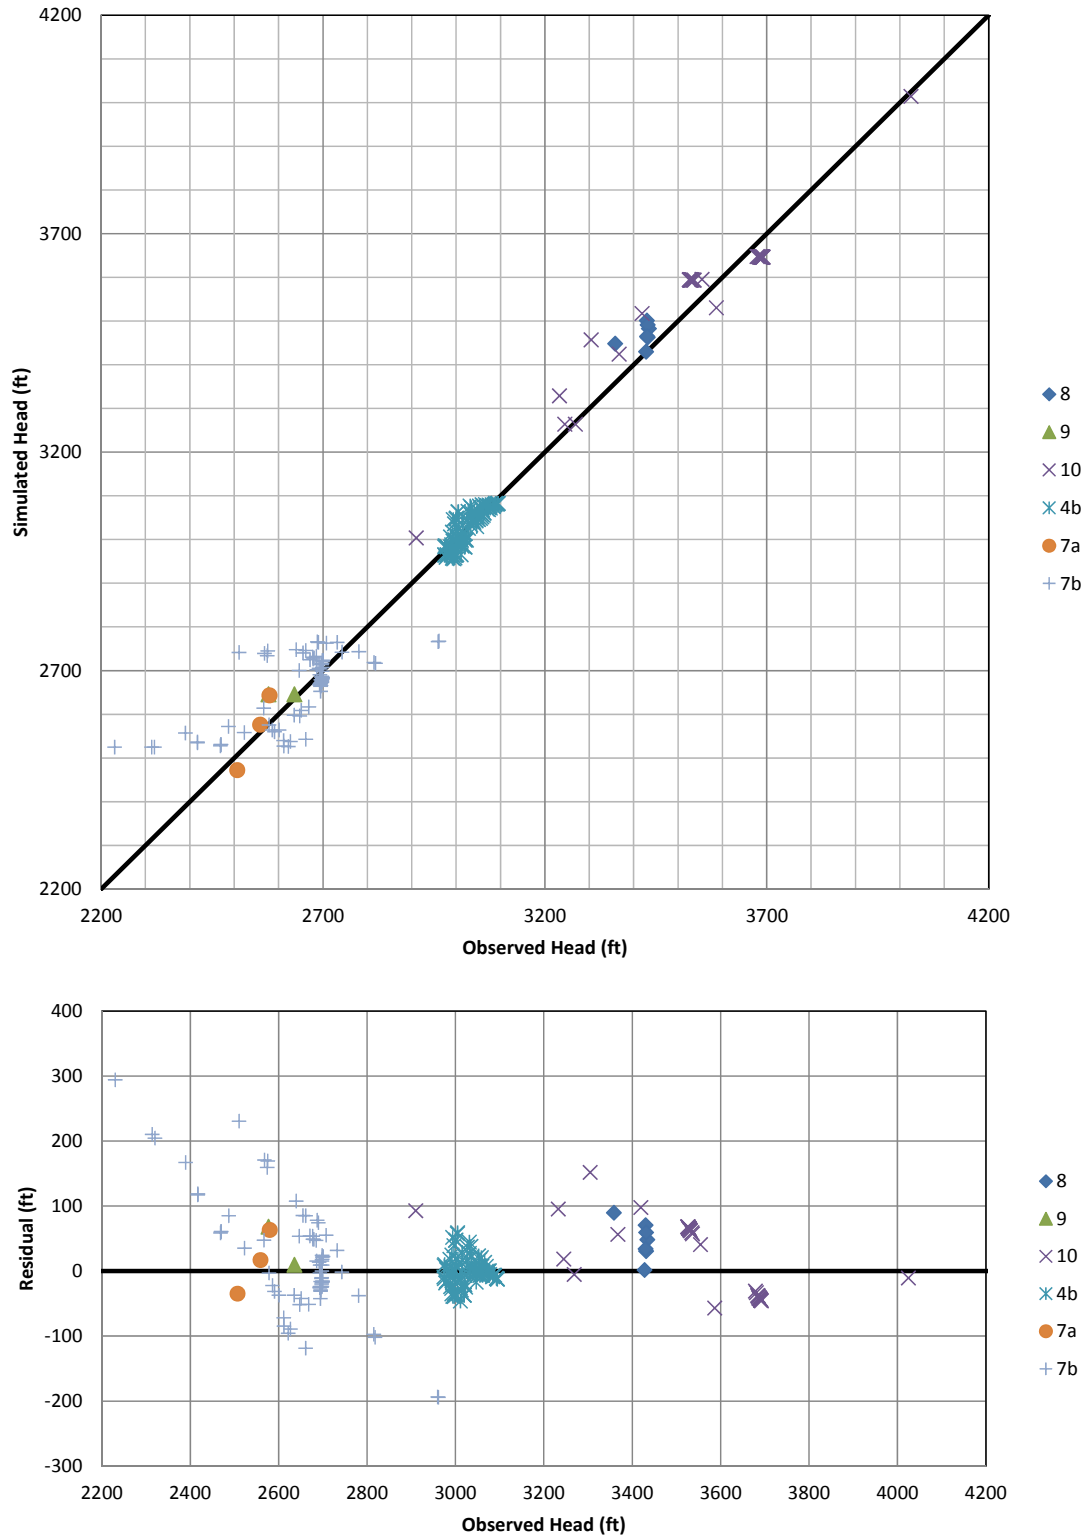 4200
3700
3200
2700
2200
Simulated Head (ft)
2200 2700 3200 3700 4200
Observed Head (ft)
8
9
10
4b
7a
7b
400
300
200
100
0
-100
-200
-300
Residual (ft)
2200 2400 2600 2800 3000 3200 3400 3600 3800 4000 4200
Observed Head (ft)
8
9
10
4b
7a
7b